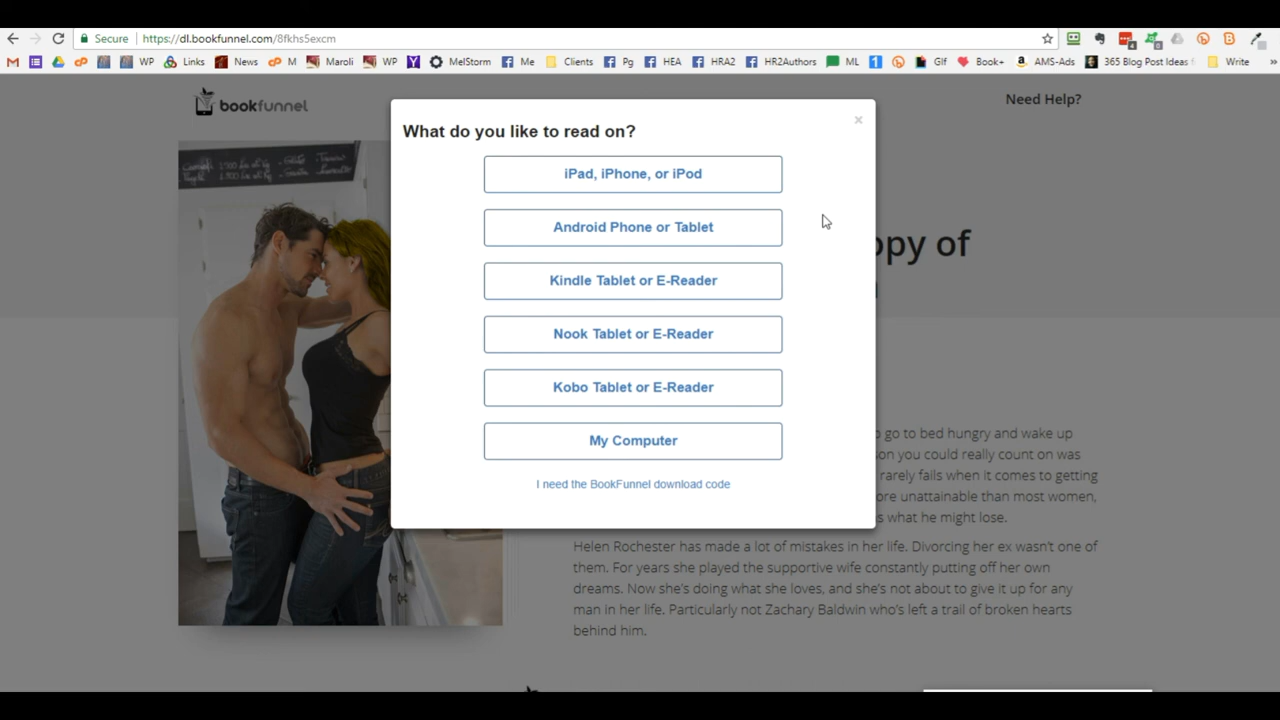 Secure
https://dl.bookfunnel.com/8fkhs5excm
WP Links News M Maroli WP MelStorm Me Clients Pg HEA HRA2 HR2Authors ML GIf Book+ AMS-Ads 365 Blog Post Ideas Write
bookfunnel
Need Help?
What do you like to read on?
×
iPad, iPhone, or iPod
Android Phone or Tablet
opy of
Kindle Tablet or E-Reader
Nook Tablet or E-Reader
Kobo Tablet or E-Reader
My Computer
I need the BookFunnel download code
go to bed hungry and wake up
son you could really count on was
rarely fails when it comes to getting
ore unattainable than most women,
s what he might lose.
Helen Rochester has made a lot of mistakes in her life. Divorcing her ex wasn't one of
them. For years she played the supportive wife constantly putting off her own
dreams. Now she's doing what she loves, and she's not about to give it up for any
man in her life. Particularly not Zachary Baldwin who's left a trail of broken hearts
behind him.